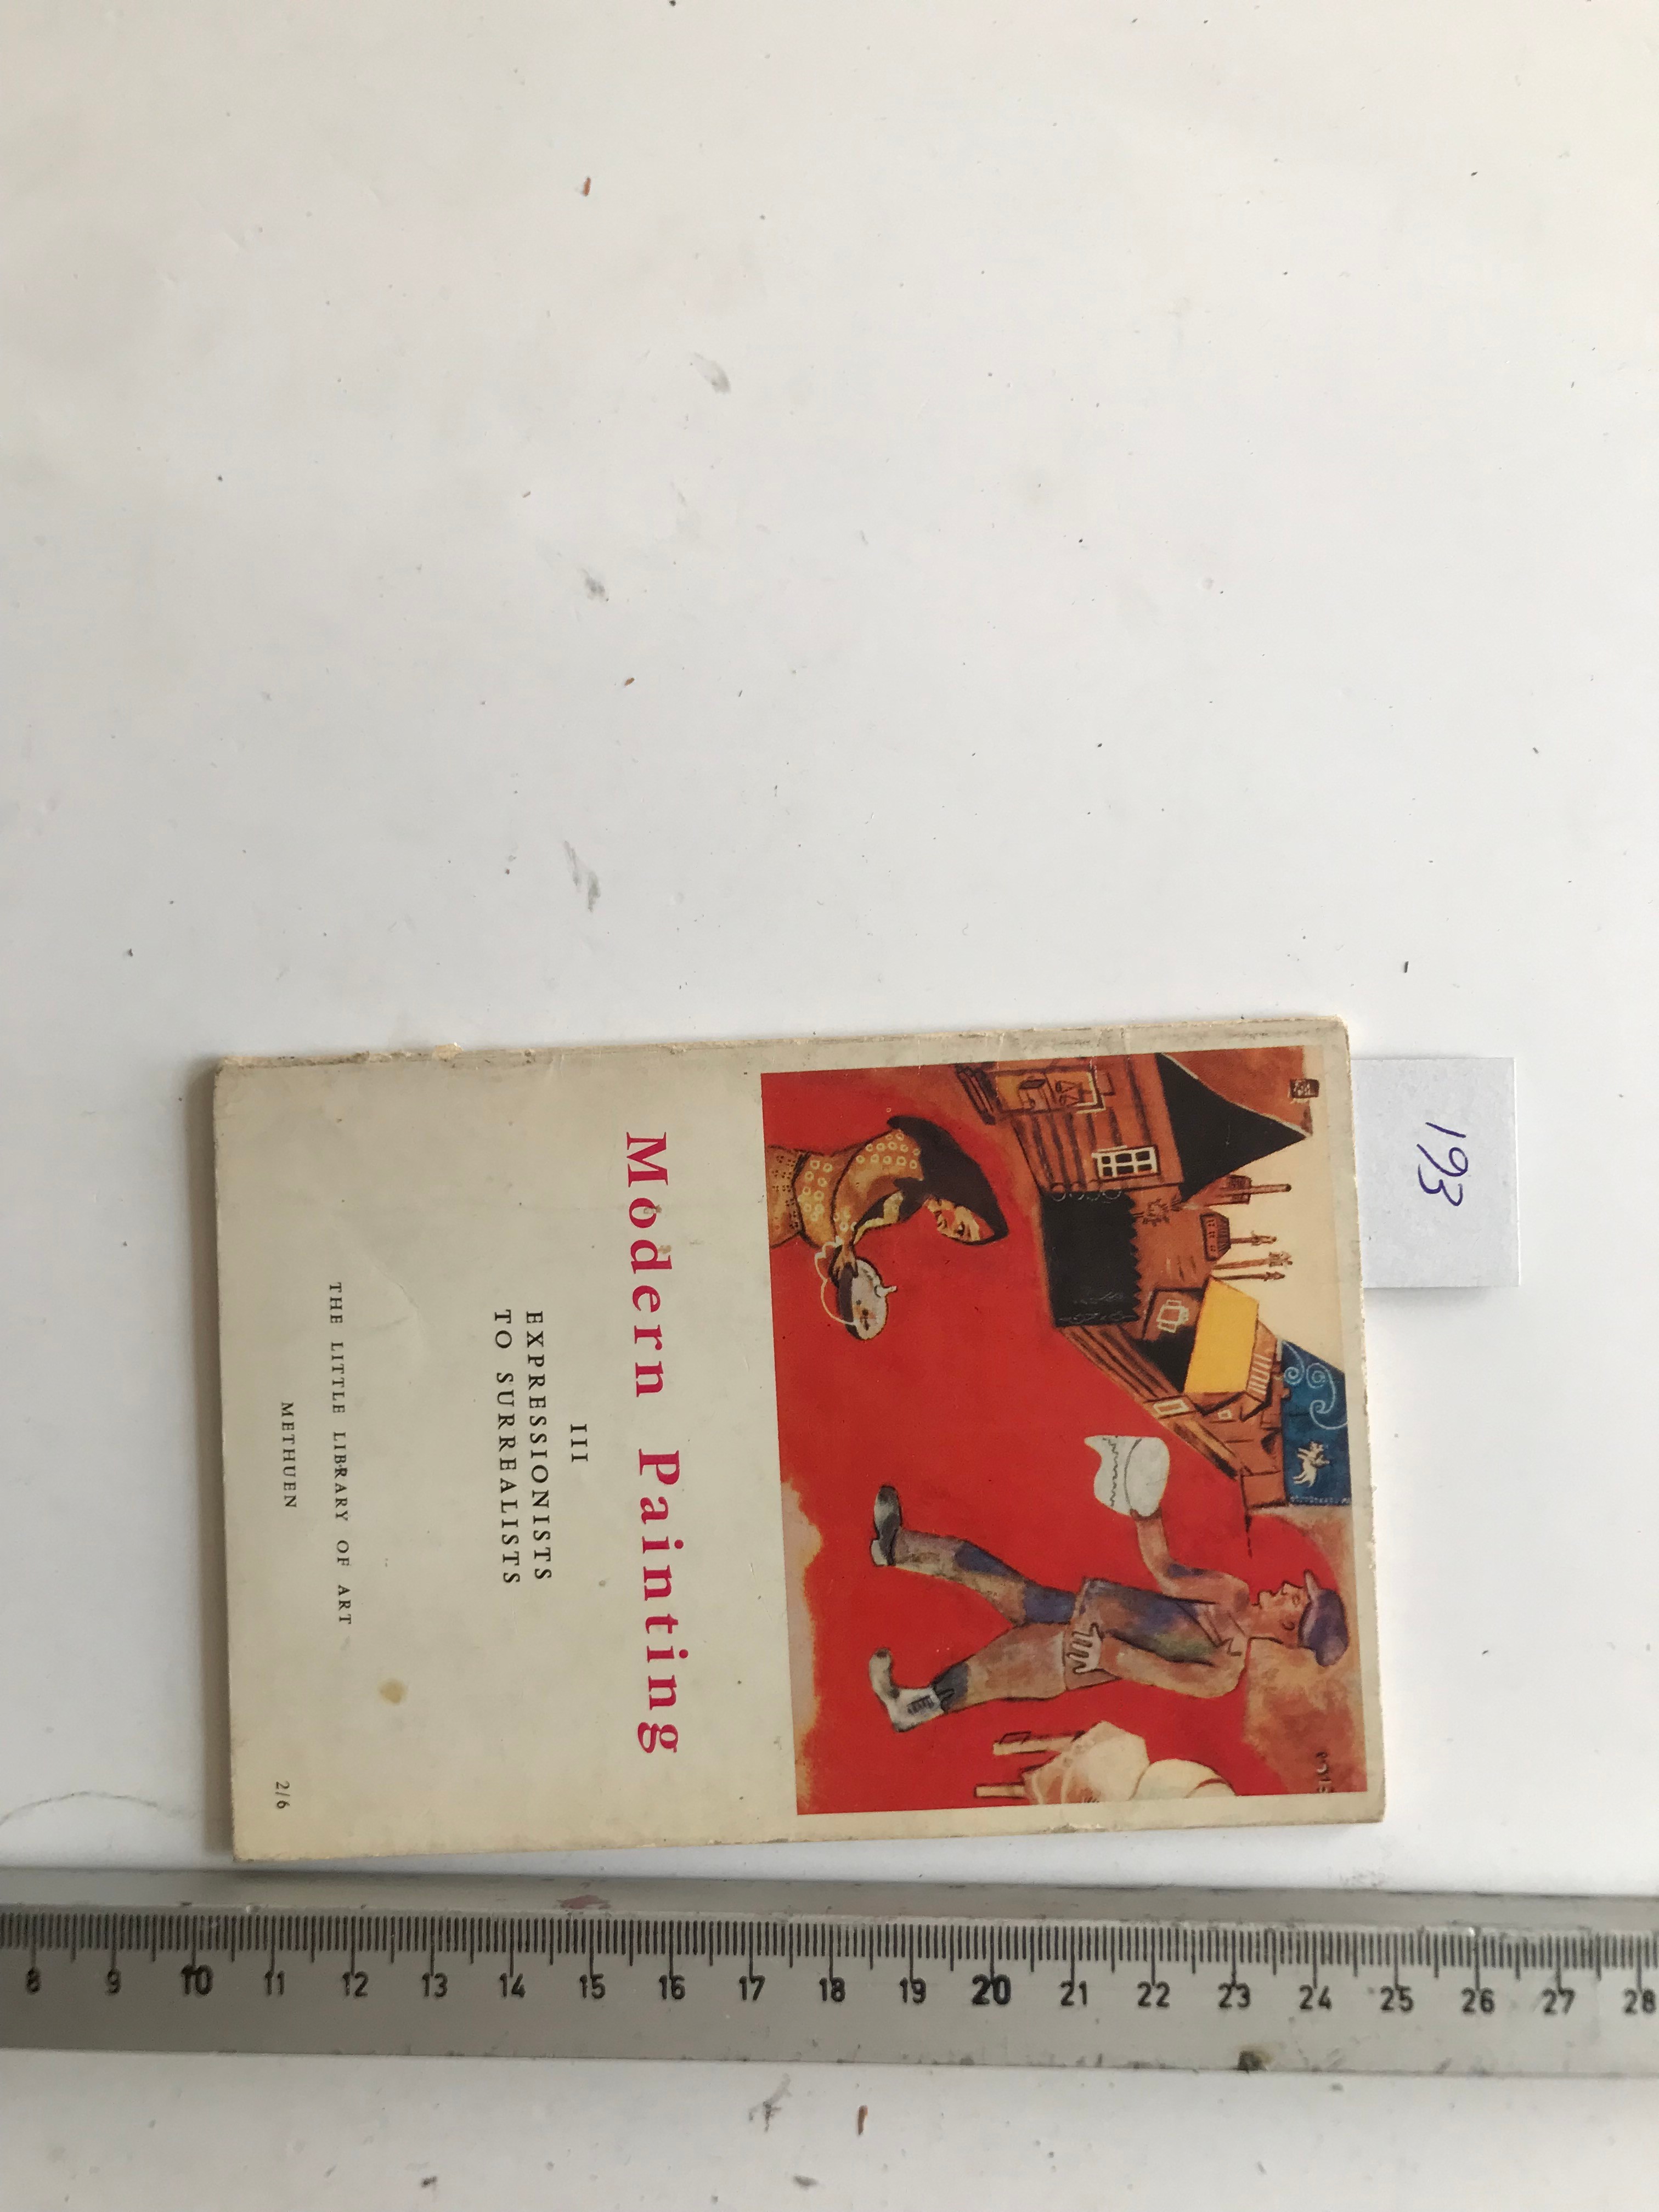 193
Modern Painting
III
EXPRESSIONISTS
TO SURREALISTS
THE LITTLE LIBRARY OF ART
METHUEN
2/6
8 9 10 11 12 13 14 15 16 17 18 19 20 21 22 23 24 25 26 27 28